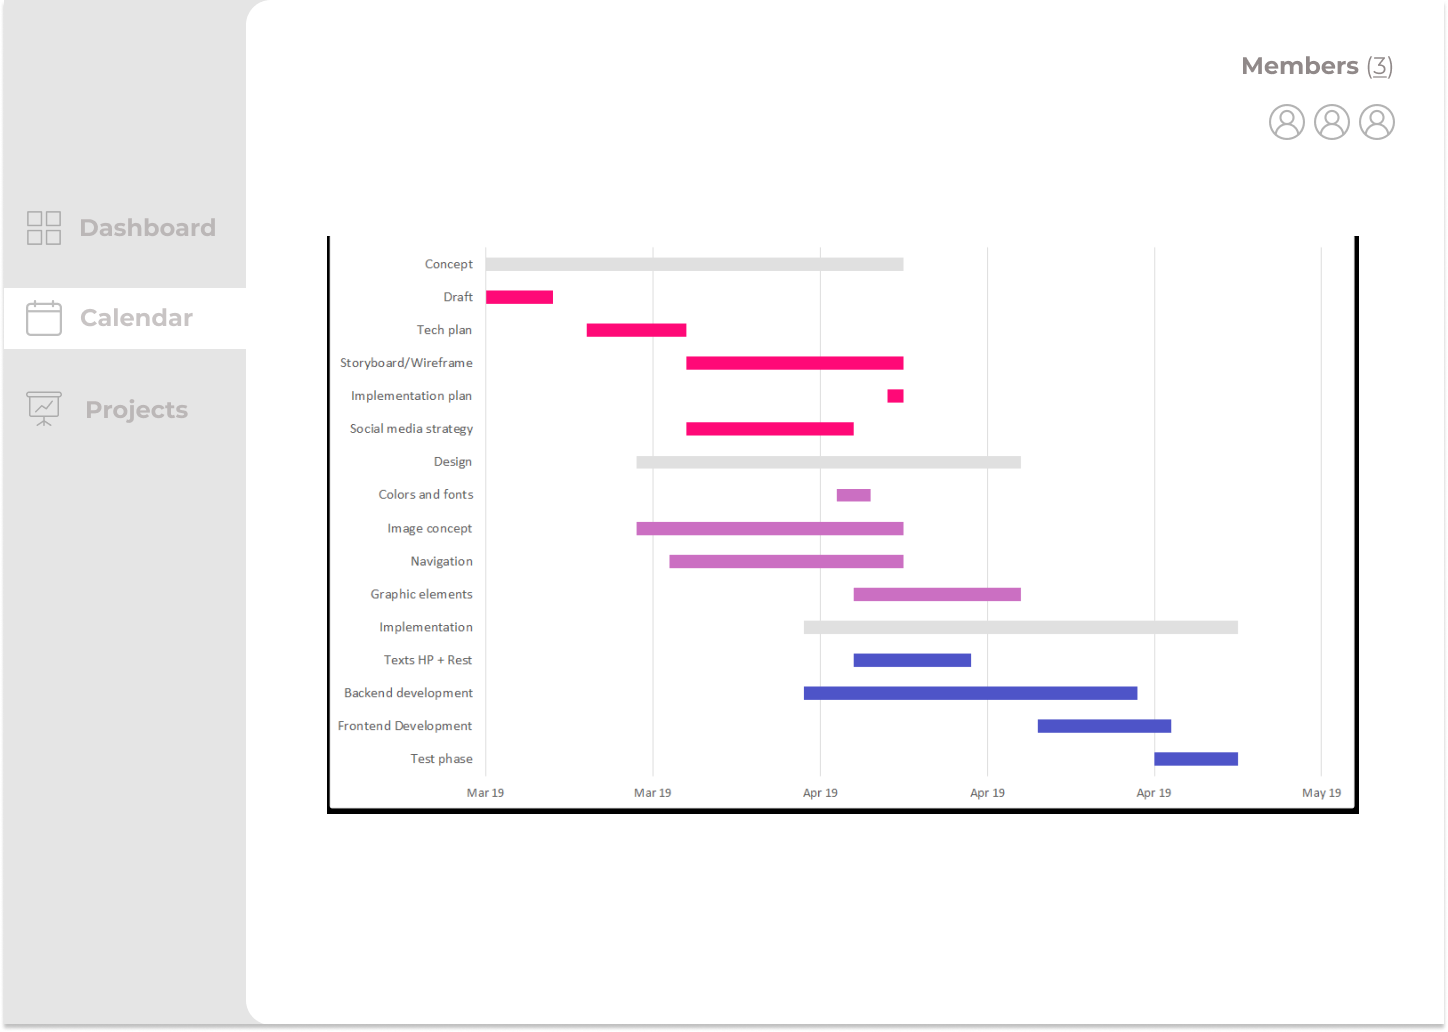 Members (3)
Dashboard
Calendar
Projects
Concept
Draft
Tech plan
Storyboard/Wireframe
Implementation plan
Social media strategy
Design
Colors and fonts
Image concept
Navigation
Graphic elements
Implementation
Texts HP + Rest
Backend development
Frontend Development
Test phase
Mar 19 Mar 19 Apr 19 Apr 19 Apr 19 May 19